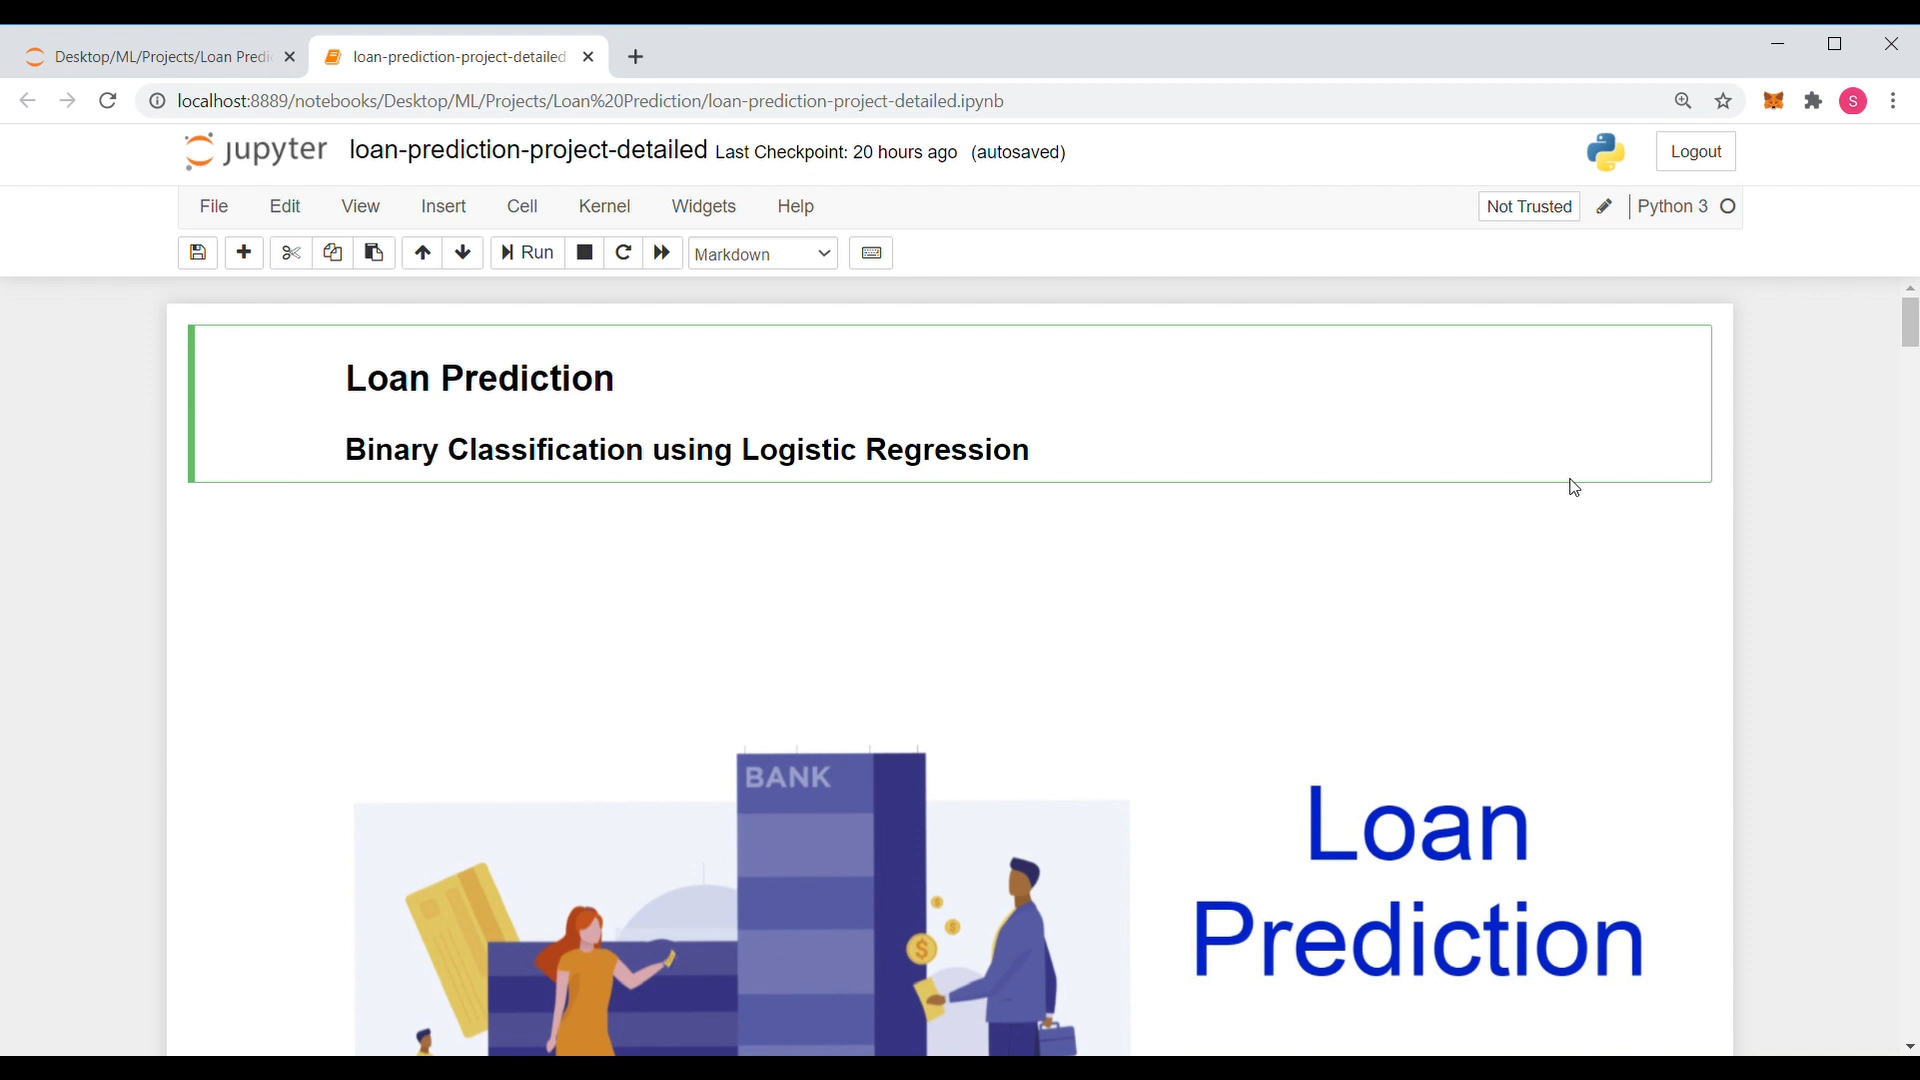 Desktop/ML/Projects/Loan Predic
loan-prediction-project-detailed
localhost:8889/notebooks/Desktop/ML/Projects/Loan%20Prediction/loan-prediction-project-detailed.ipynb
S
jupyter loan-prediction-project-detailed Last Checkpoint: 20 hours ago (autosaved)
Logout
File Edit View Insert Cell Kernel Widgets Help
Not Trusted Python 3
Run Markdown
Loan Prediction
Binary Classification using Logistic Regression
BANK
$
Loan
Prediction